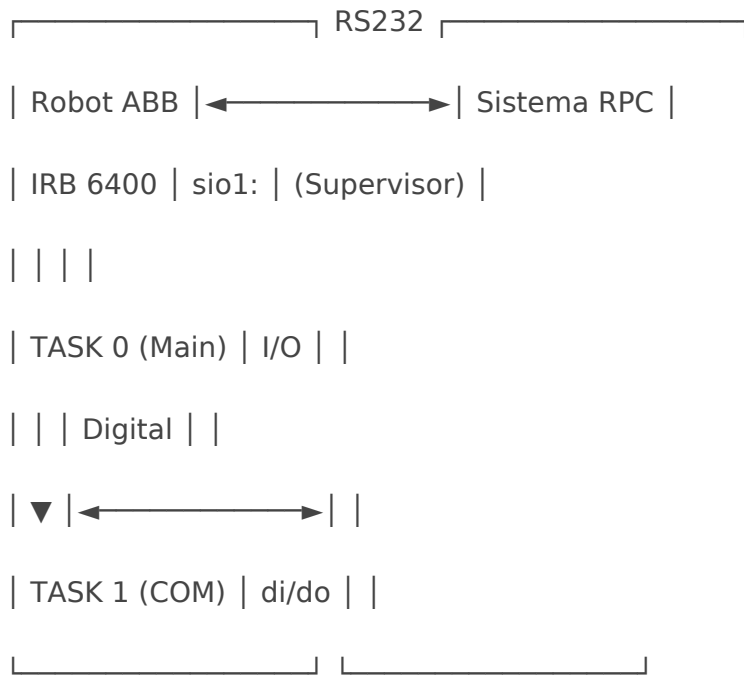 ┌─────────────────┐ RS232 ┌─────────────────┐
│ Robot ABB │◄──────────────►│ Sistema RPC │
│ IRB 6400 │ sio1: │ (Supervisor) │
│ │ │ │
│ TASK 0 (Main) │ I/O │ │
│ │ │ Digital │ │
│ ▼ │◄──────────────►│ │
│ TASK 1 (COM) │ di/do │ │
└─────────────────┘ └─────────────────┘